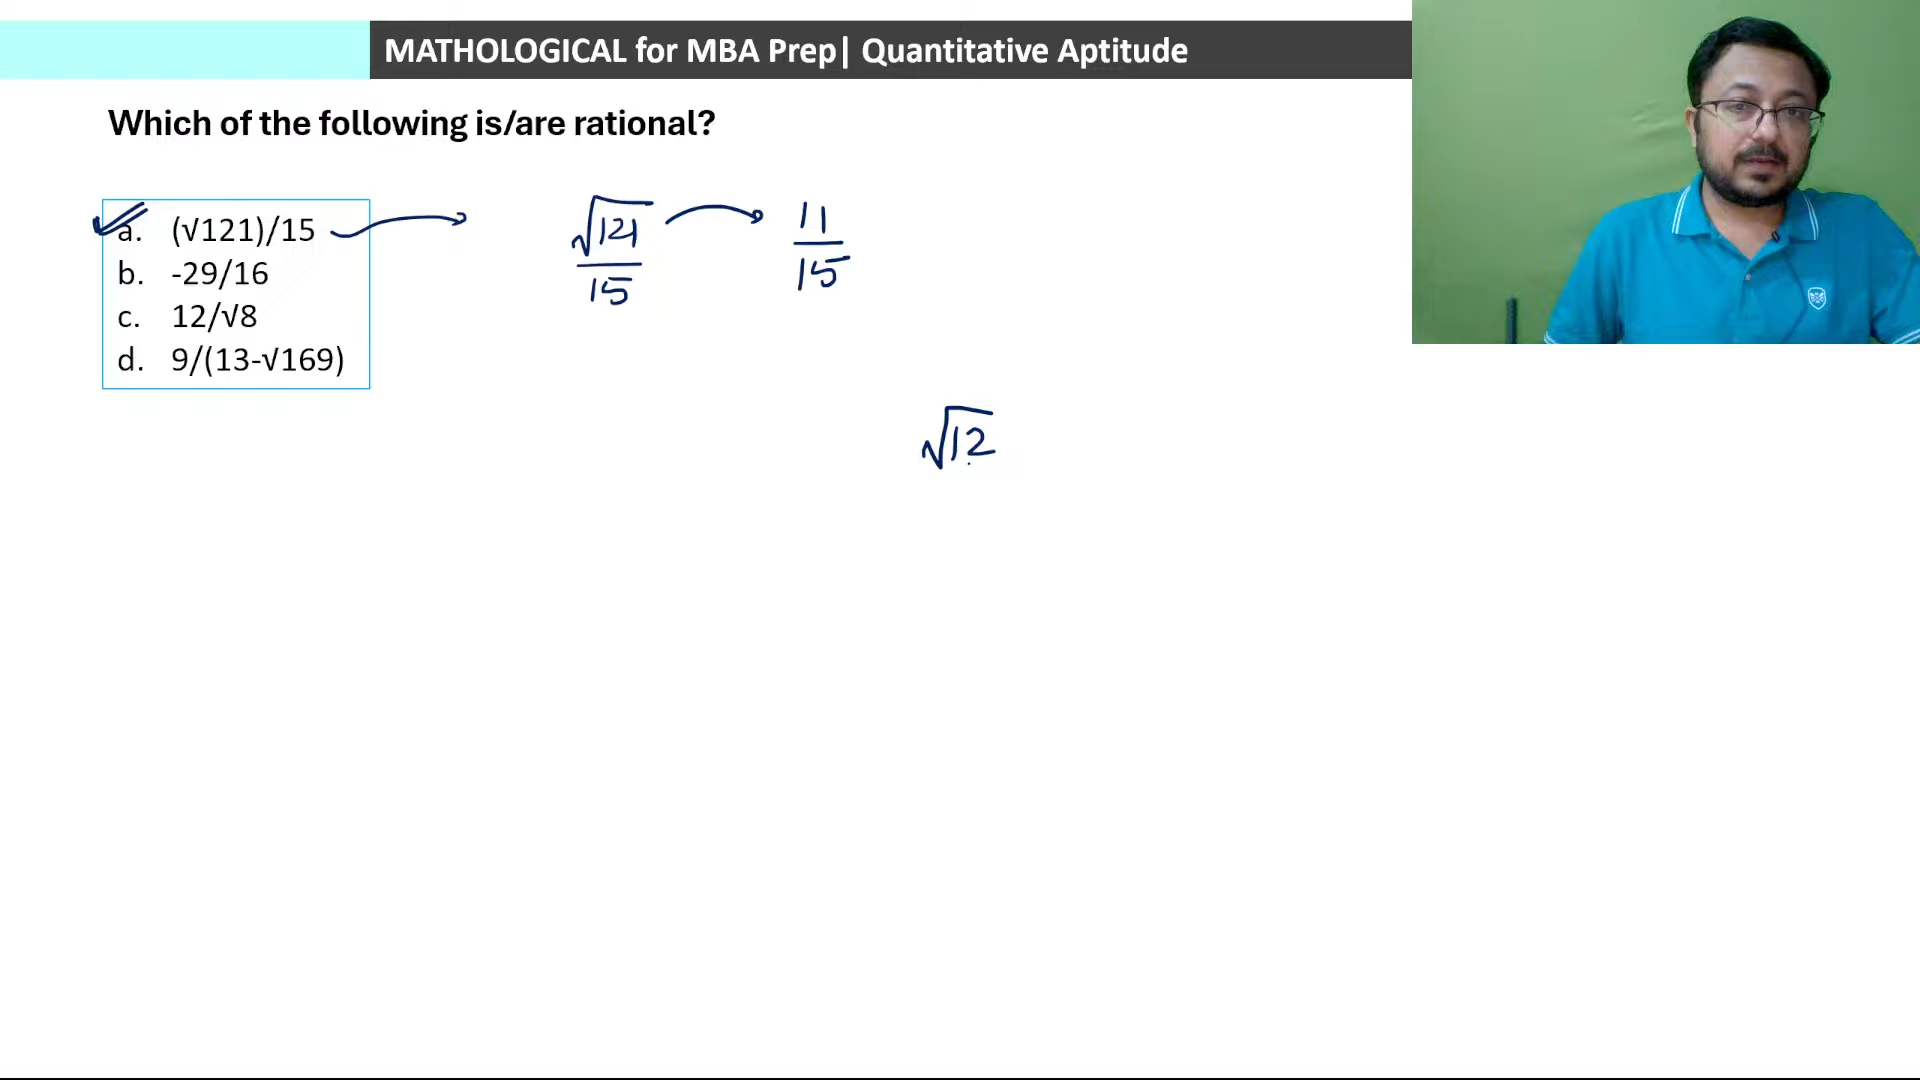 MATHOLOGICAL for MBA Prep| Quantitative Aptitude
Which of the following is/are rational?
a. (√121)/15
b. -29/16
c. 12/√8
d. 9/(13-√169)
√121
15
11
15
√12